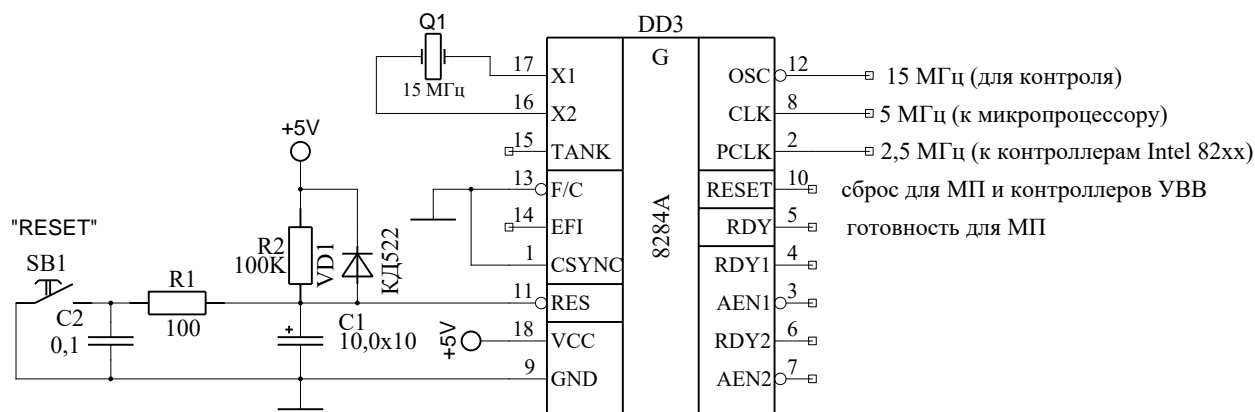 Q1
15 МГц
DD3
G
8284A
17 X1
16 X2
15 TANK
13 F/C
14 EFI
1 CSYNC
11 RES
18 VCC
9 GND
OSC 12 15 МГц (для контроля)
CLK 8 5 МГц (к микропроцессору)
PCLK 2 2,5 МГц (к контроллерам Intel 82xx)
RESET 10 сброс для МП и контроллеров УВВ
RDY 5 готовность для МП
RDY1 4
AEN1 3
RDY2 6
AEN2 7
+5V
"RESET"
SB1
R2
100K
VD1
КД522
R1
100
C2
0,1
C1
10,0x10
+5V